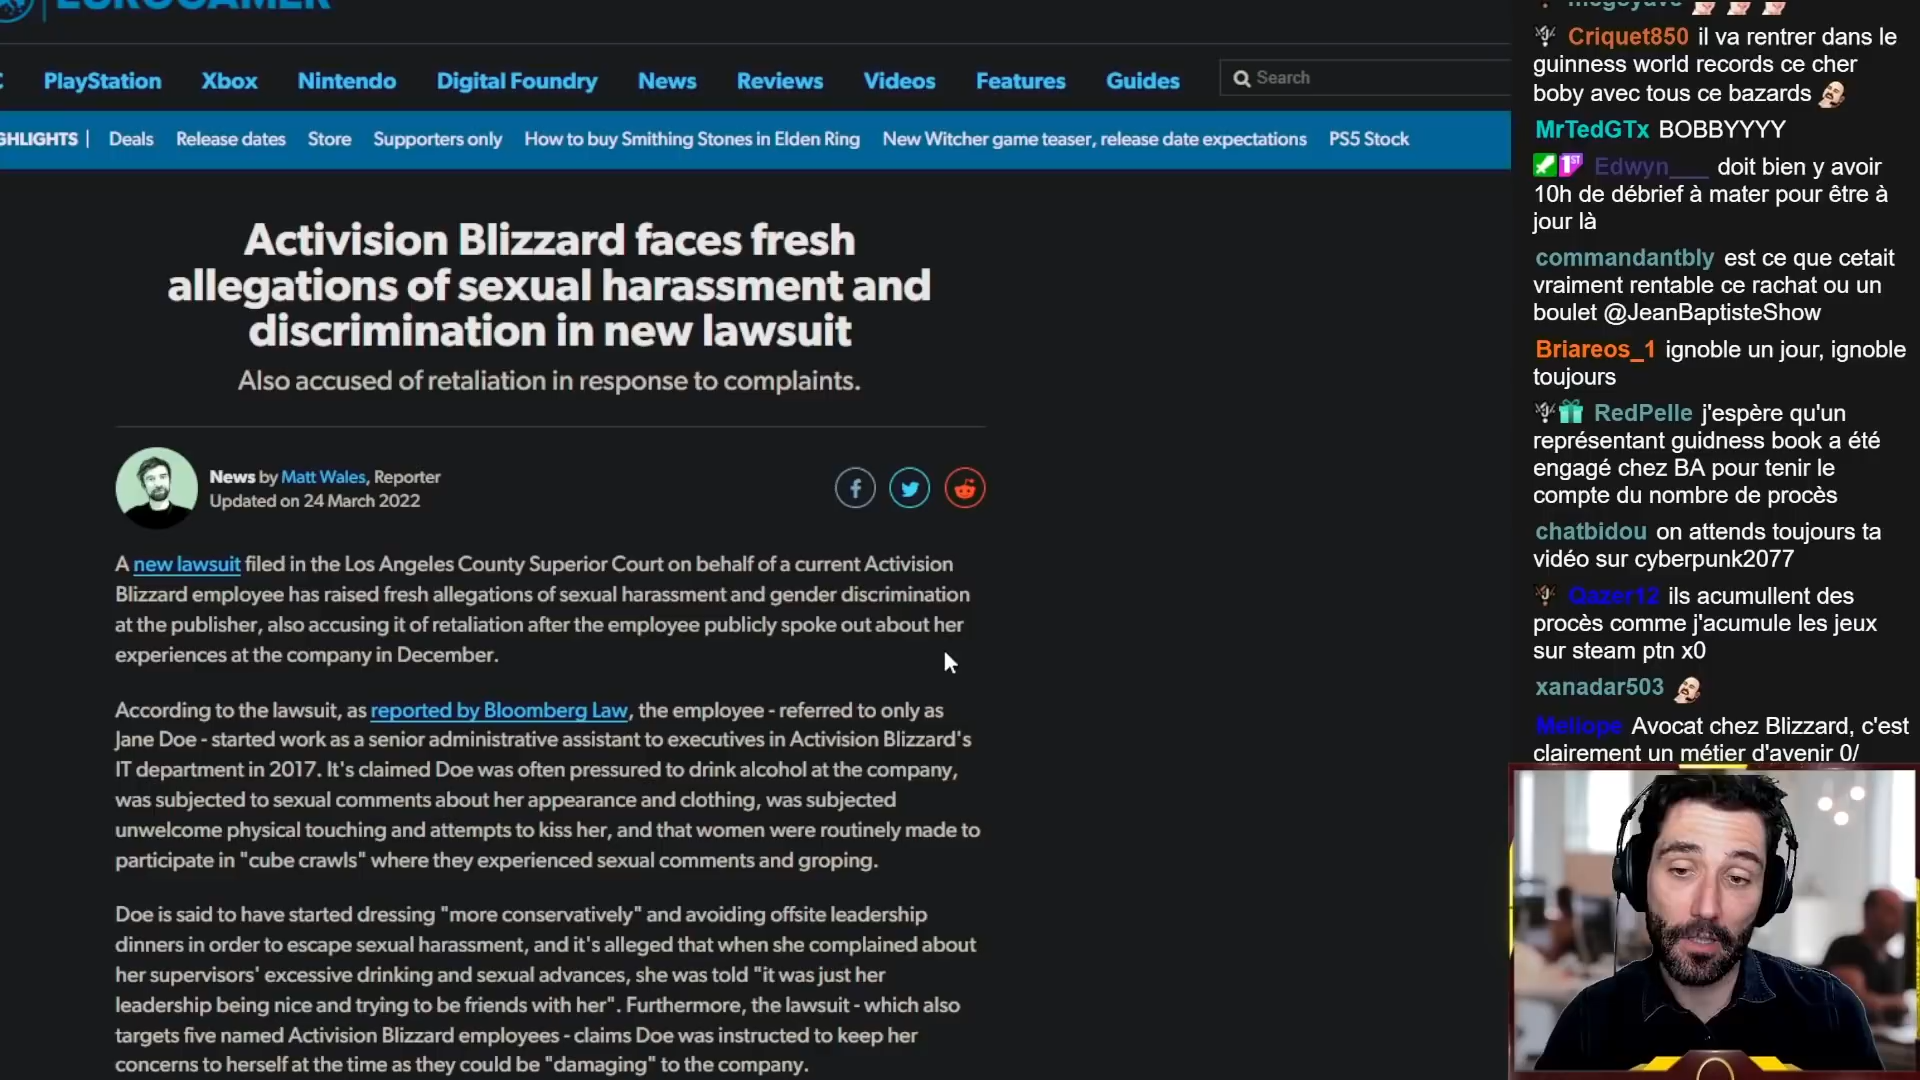 EUROGAMER
PlayStation Xbox Nintendo Digital Foundry News Reviews Videos Features Guides Search
GHLIGHTS | Deals Release dates Store Supporters only How to buy Smithing Stones in Elden Ring New Witcher game teaser, release date expectations PS5 Stock
Activision Blizzard faces fresh
allegations of sexual harassment and
discrimination in new lawsuit
Also accused of retaliation in response to complaints.
News by Matt Wales, Reporter
Updated on 24 March 2022
A new lawsuit filed in the Los Angeles County Superior Court on behalf of a current Activision
Blizzard employee has raised fresh allegations of sexual harassment and gender discrimination
at the publisher, also accusing it of retaliation after the employee publicly spoke out about her
experiences at the company in December.
According to the lawsuit, as reported by Bloomberg Law, the employee - referred to only as
Jane Doe - started work as a senior administrative assistant to executives in Activision Blizzard's
IT department in 2017. It's claimed Doe was often pressured to drink alcohol at the company,
was subjected to sexual comments about her appearance and clothing, was subjected
unwelcome physical touching and attempts to kiss her, and that women were routinely made to
participate in "cube crawls" where they experienced sexual comments and groping.
Doe is said to have started dressing "more conservatively" and avoiding offsite leadership
dinners in order to escape sexual harassment, and it's alleged that when she complained about
her supervisors' excessive drinking and sexual advances, she was told "it was just her
leadership being nice and trying to be friends with her". Furthermore, the lawsuit - which also
targets five named Activision Blizzard employees - claims Doe was instructed to keep her
concerns to herself at the time as they could be "damaging" to the company.
Criquet850 il va rentrer dans le
guinness world records ce cher
boby avec tous ce bazards
MrTedGTx BOBBYYYY
1ST Edwyn___ doit bien y avoir
10h de débrief à mater pour être à
jour là
commandantbly est ce que cetait
vraiment rentable ce rachat ou un
boulet @JeanBaptisteShow
Briareos_1 ignoble un jour, ignoble
toujours
RedPelle j'espère qu'un
représentant guidness book a été
engagé chez BA pour tenir le
compte du nombre de procès
chatbidou on attends toujours ta
vidéo sur cyberpunk2077
Qazer12 ils acumullent des
procès comme j'acumule les jeux
sur steam ptn x0
xanadar503
Meliope Avocat chez Blizzard, c'est
clairement un métier d'avenir 0/